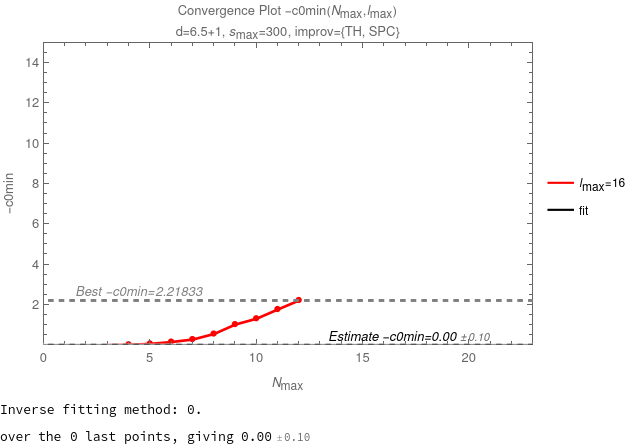 Convergence Plot −c0min(Nmax,lmax)
d=6.5+1, smax=300, improv={TH, SPC}
14
12
10
8
6
4
2
−c0min
Best −c0min=2.21833
Estimate −c0min=0.00 ±0.10
0 5 10 15 20
Nmax
lmax=16
fit
Inverse fitting method: 0.
over the 0 last points, giving 0.00 ±0.10